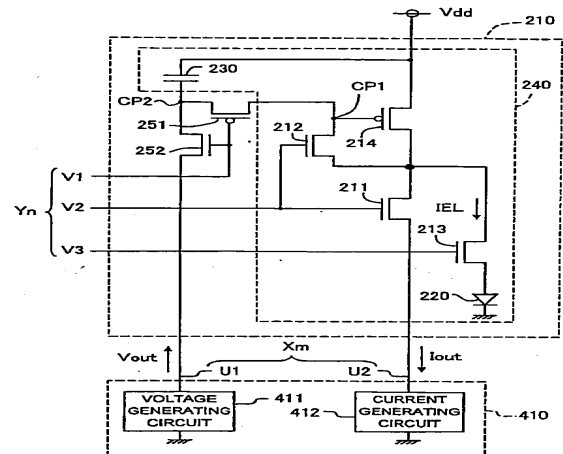 Vdd
210
230
CP2
CP1
240
251
212
214
252
V1
Yn
V2
211
IEL
213
V3
220
Xm
Vout
U1
U2
Iout
VOLTAGE
GENERATING
CIRCUIT
411
412
CURRENT
GENERATING
CIRCUIT
410